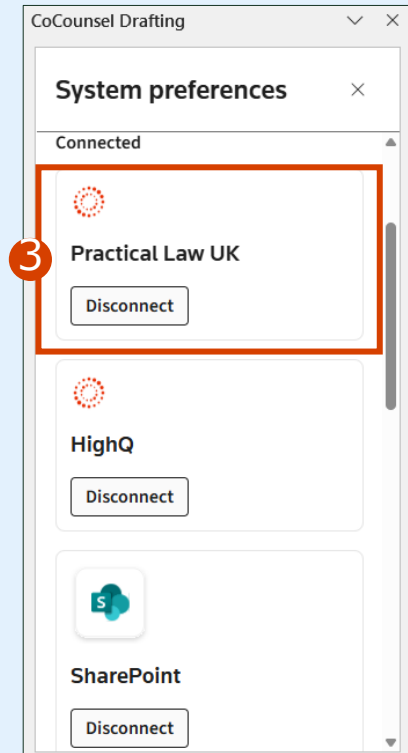 CoCounsel Drafting
System preferences
Connected
3
Practical Law UK
Disconnect
HighQ
Disconnect
S
SharePoint
Disconnect